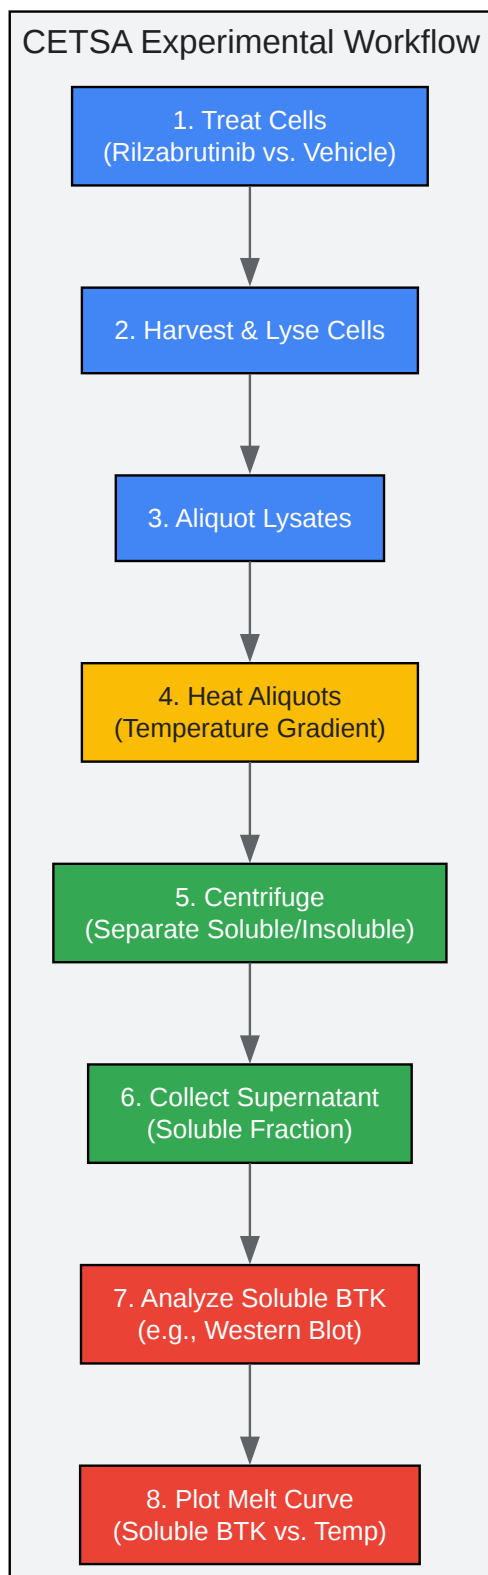 CETSA Experimental Workflow
1. Treat Cells
(Rilzabrutinib vs. Vehicle)
2. Harvest & Lyse Cells
3. Aliquot Lysates
4. Heat Aliquots
(Temperature Gradient)
5. Centrifuge
(Separate Soluble/Insoluble)
6. Collect Supernatant
(Soluble Fraction)
7. Analyze Soluble BTK
(e.g., Western Blot)
8. Plot Melt Curve
(Soluble BTK vs. Temp)